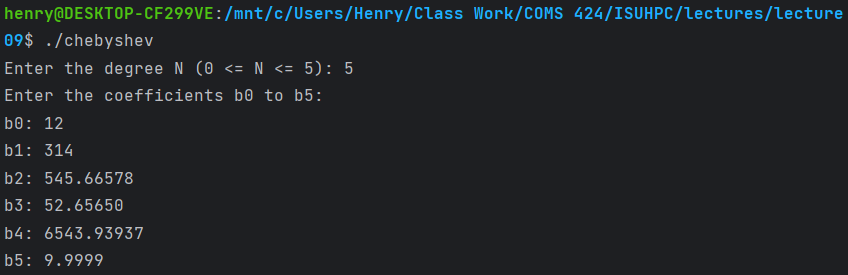 henry@DESKTOP-CF299VE:/mnt/c/Users/Henry/Class Work/COMS 424/ISUHPC/lectures/lecture
09$ ./chebyshev
Enter the degree N (0 <= N <= 5): 5
Enter the coefficients b0 to b5:
b0: 12
b1: 314
b2: 545.66578
b3: 52.65650
b4: 6543.93937
b5: 9.9999